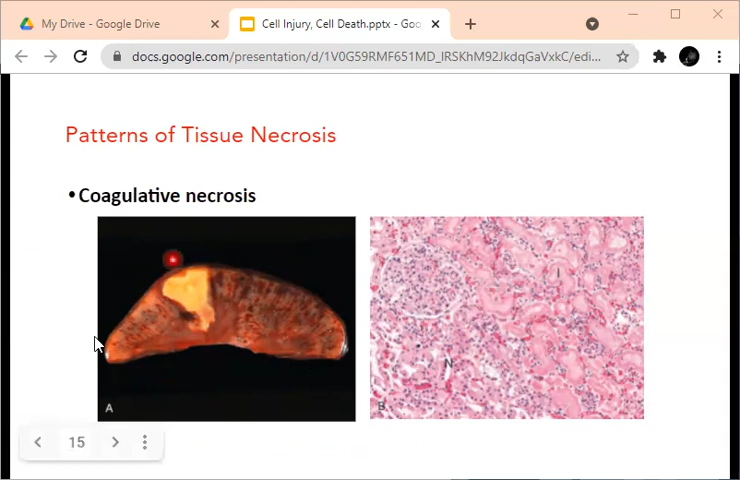 My Drive - Google Drive
Cell Injury, Cell Death.pptx - Goo
docs.google.com/presentation/d/1V0G59RMF651MD_IRSKhM92JkdqGaVxkC/edi...
Patterns of Tissue Necrosis
•Coagulative necrosis
I
N
A
B
15